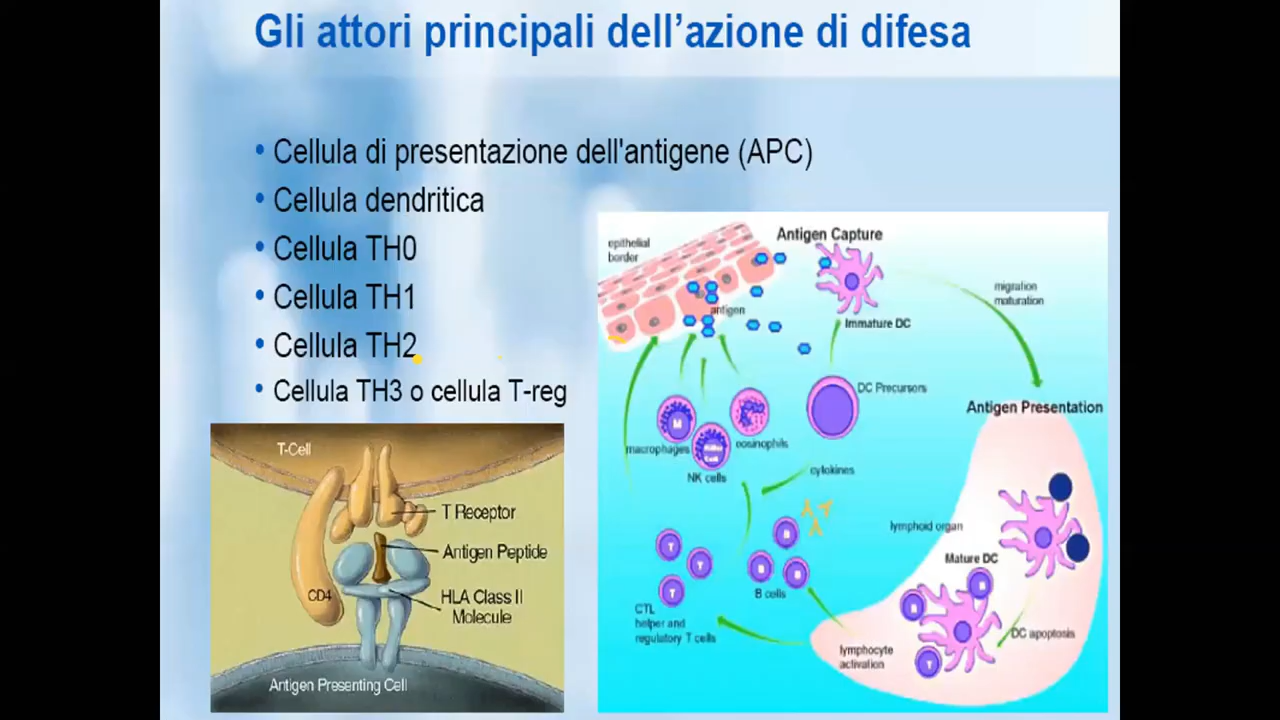 Gli attori principali dell’azione di difesa
• Cellula di presentazione dell'antigene (APC)
• Cellula dendritica
• Cellula TH0
• Cellula TH1
• Cellula TH2
• Cellula TH3 o cellula T-reg
T-Cell
T Receptor
Antigen Peptide
CD4
HLA Class II
Molecule
Antigen Presenting Cell
epithelial
border
Antigen Capture
antigen
Immature DC
migration
maturation
DC Precursors
Antigen Presentation
M
macrophages
NK cells
eosinophils
cytokines
lymphoid organ
Mature DC
T
T
T
B
B
B
B cells
CTL
helper and
regulatory T cells
B
B
T
DC apoptosis
lymphocyte
activation